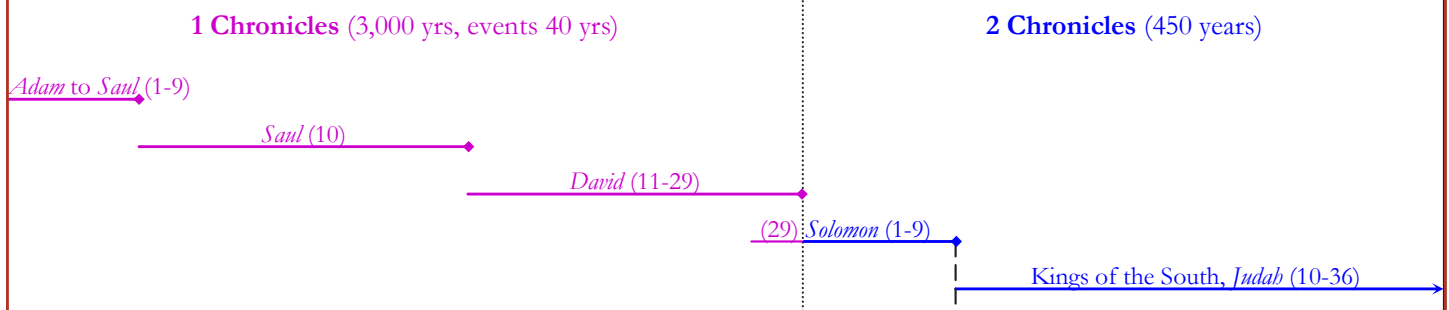 1 Chronicles (3,000 yrs, events 40 yrs)
2 Chronicles (450 years)
Adam to Saul (1-9)
Saul (10)
David (11-29)
(29) Solomon (1-9)
Kings of the South, Judah (10-36)